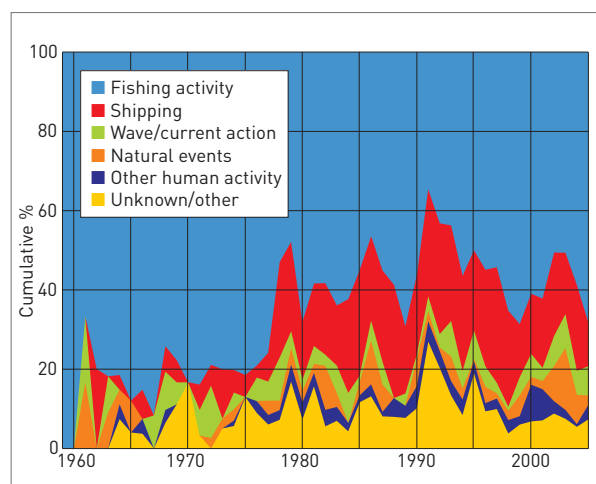 100
80
60
40
20
0
Cumulative %
Fishing activity
Shipping
Wave/current action
Natural events
Other human activity
Unknown/other
1960 1970 1980 1990 2000